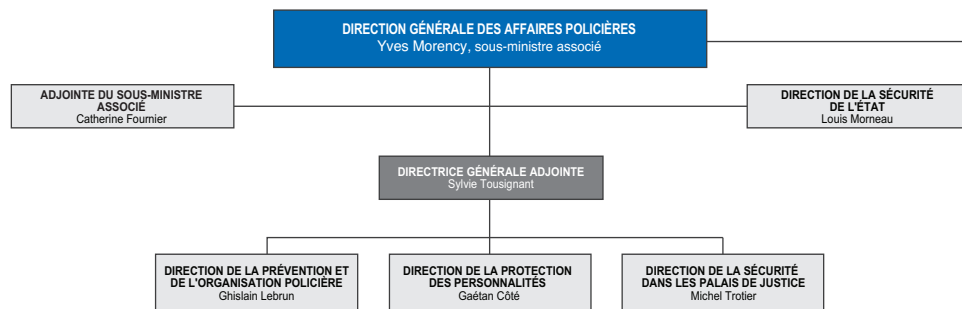 DIRECTION GÉNÉRALE DES AFFAIRES POLICIÈRES
Yves Morency, sous-ministre associé
ADJOINTE DU SOUS-MINISTRE
ASSOCIÉ
Catherine Fournier
DIRECTION DE LA SÉCURITÉ
DE L'ÉTAT
Louis Morneau
DIRECTRICE GÉNÉRALE ADJOINTE
Sylvie Tousignant
DIRECTION DE LA PRÉVENTION ET
DE L'ORGANISATION POLICIÈRE
Ghislain Lebrun
DIRECTION DE LA PROTECTION
DES PERSONNALITÉS
Gaétan Côté
DIRECTION DE LA SÉCURITÉ
DANS LES PALAIS DE JUSTICE
Michel Trotier